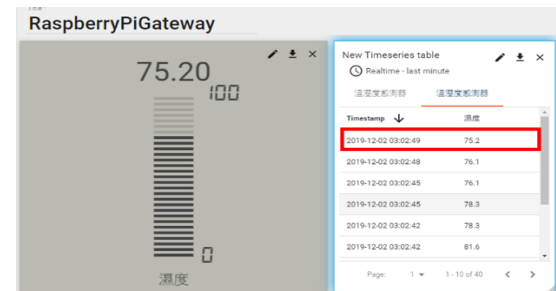 Title*
RaspberryPiGateway
75.20
100
0
濕度
New Timeseries table
Realtime - last minute
溫溼度感測器
溫溼度感測器
Timestamp ↓ 濕度
2019-12-02 03:02:49 75.2
2019-12-02 03:02:48 76.1
2019-12-02 03:02:45 76.1
2019-12-02 03:02:45 78.3
2019-12-02 03:02:42 78.3
2019-12-02 03:02:42 81.6
Page: 1 1 - 10 of 40